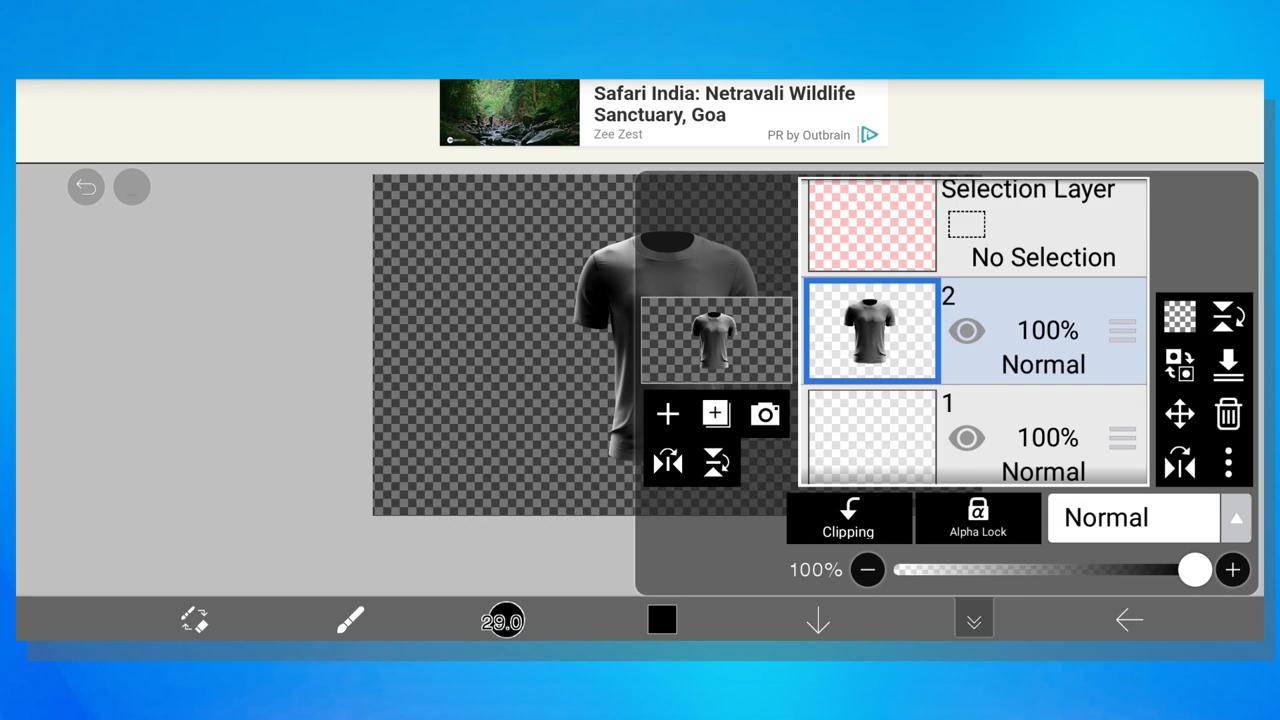 Safari India: Netravali Wildlife
Sanctuary, Goa
Zee Zest
PR by Outbrain
Selection Layer
No Selection
2
100%
Normal
1
100%
Normal
Clipping
α
Alpha Lock
Normal
100%
29.0